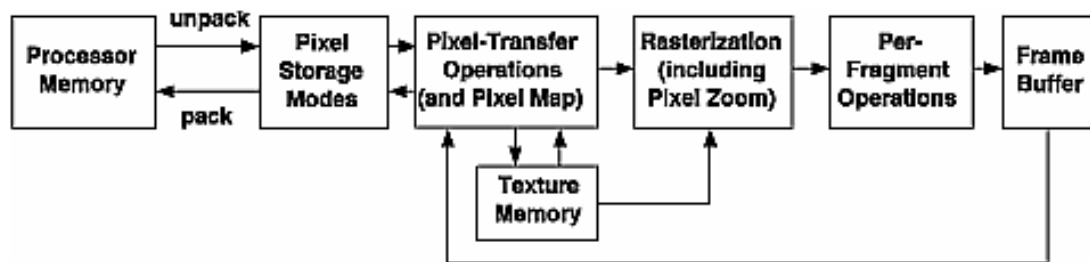 unpack
Processor
Memory
pack
Pixel
Storage
Modes
Pixel-Transfer
Operations
(and Pixel Map)
Rasterization
(including
Pixel Zoom)
Per-
Fragment
Operations
Frame
Buffer
Texture
Memory